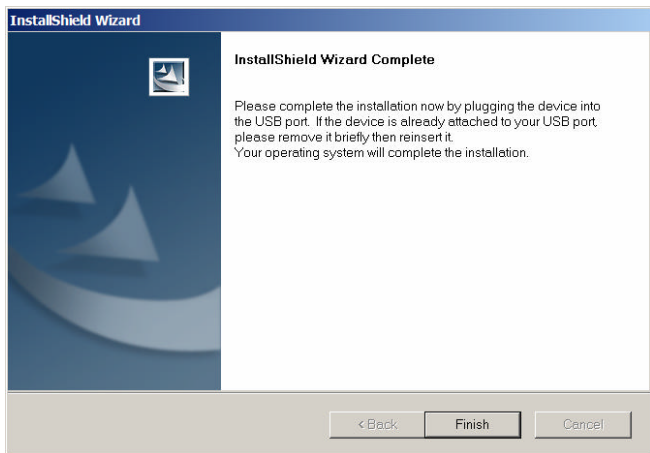 InstallShield Wizard
InstallShield Wizard Complete
Please complete the installation now by plugging the device into
the USB port. If the device is already attached to your USB port,
please remove it briefly then reinsert it.
Your operating system will complete the installation.
< Back
Finish
Cancel